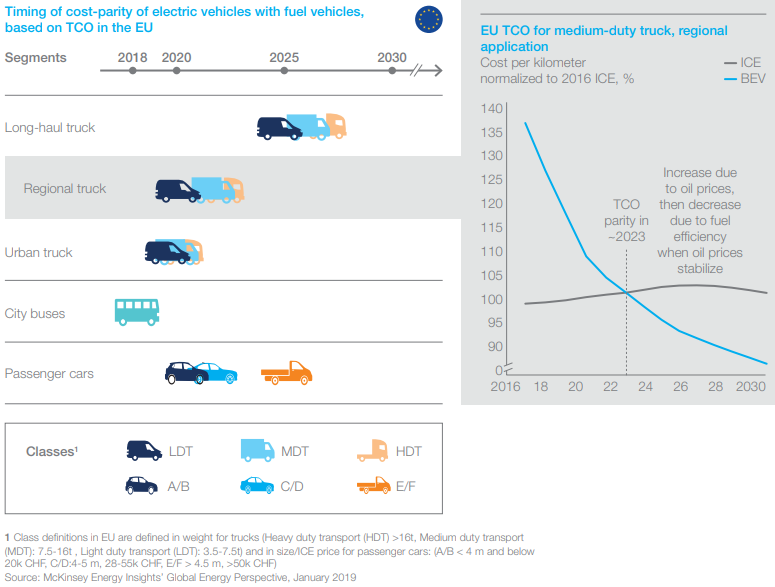 Timing of cost-parity of electric vehicles with fuel vehicles,
based on TCO in the EU
Segments
2018 2020 2025 2030
Long-haul truck
Regional truck
Urban truck
City buses
Passenger cars
Classes¹
LDT MDT HDT
A/B C/D E/F
EU TCO for medium-duty truck, regional
application
Cost per kilometer
normalized to 2016 ICE, %
ICE
BEV
140
135
130
125
120
115
110
105
100
95
90
0
2016 18 20 22 24 26 28 2030
TCO
parity in
~2023
Increase due
to oil prices,
then decrease
due to fuel
efficiency
when oil prices
stabilize
1 Class definitions in EU are defined in weight for trucks (Heavy duty transport (HDT) >16t, Medium duty transport
(MDT): 7.5-16t , Light duty transport (LDT): 3.5-7.5t) and in size/ICE price for passenger cars: (A/B < 4 m and below
20k CHF, C/D:4-5 m, 28-55k CHF, E/F > 4.5 m, >50k CHF)
Source: McKinsey Energy Insights' Global Energy Perspective, January 2019